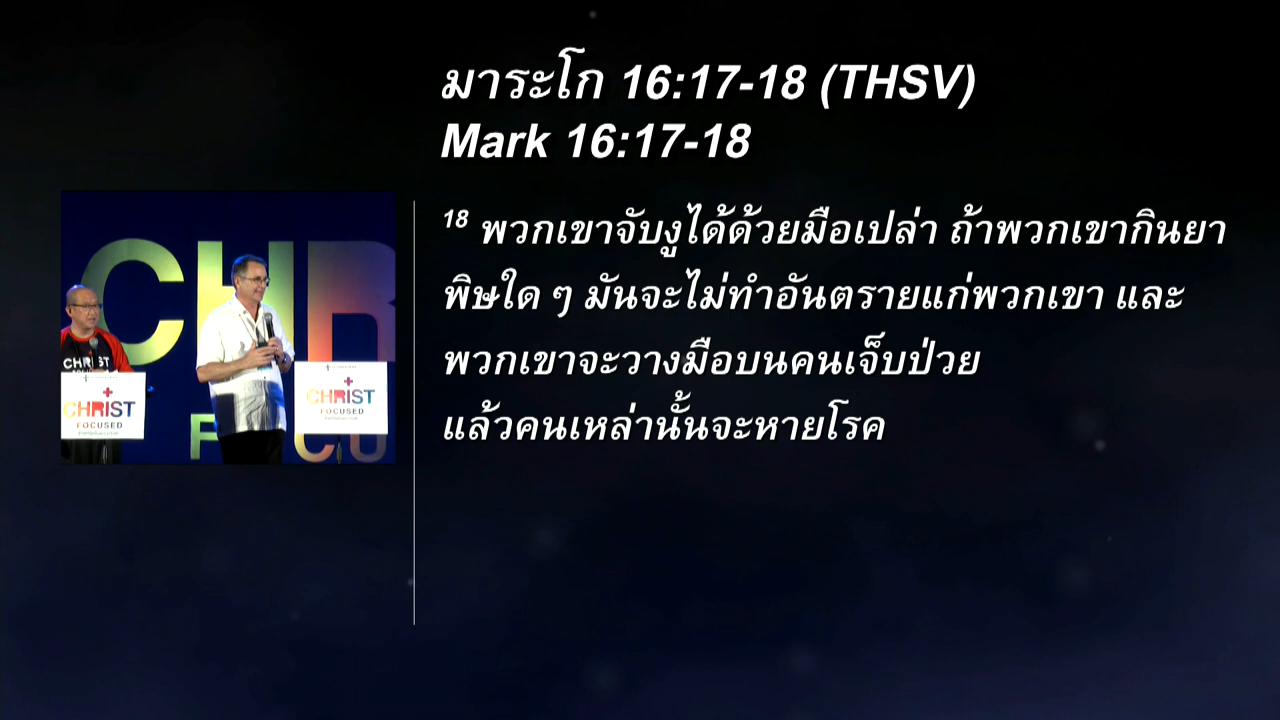 มาระโก 16:17-18 (THSV)
Mark 16:17-18
18 พวกเขาจับงูได้ด้วยมือเปล่า ถ้าพวกเขากินยา
พิษใด ๆ มันจะไม่ทำอันตรายแก่พวกเขา และ
พวกเขาจะวางมือบนคนเจ็บป่วย
แล้วคนเหล่านั้นจะหายโรค
CHR
FOCU
CHRIST
CHRIST
FOCUSED
CHRIST
FOCUSED